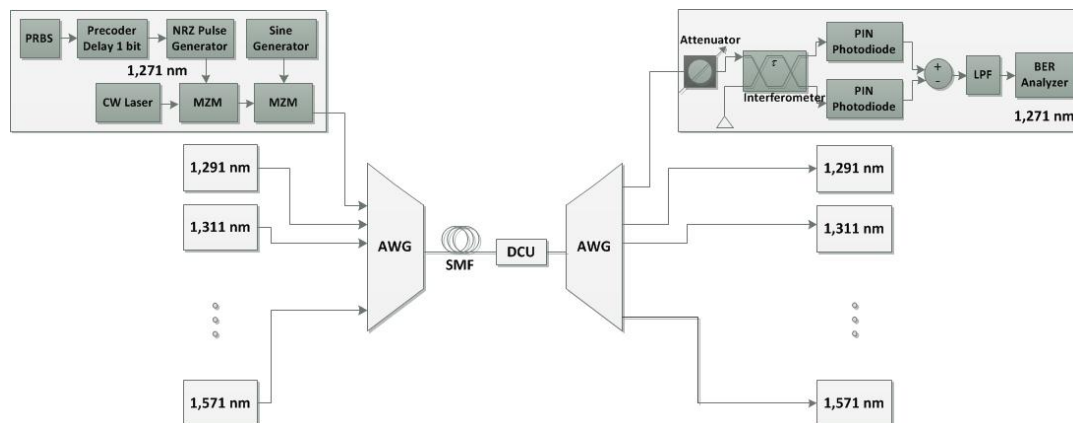 PRBS
Precoder
Delay 1 bit
NRZ Pulse
Generator
Sine
Generator
1,271 nm
CW Laser
MZM
MZM
1,291 nm
1,311 nm
1,571 nm
AWG
SMF
DCU
AWG
Attenuator
τ
Interferometer
PIN
Photodiode
PIN
Photodiode
+
-
LPF
BER
Analyzer
1,271 nm
1,291 nm
1,311 nm
1,571 nm